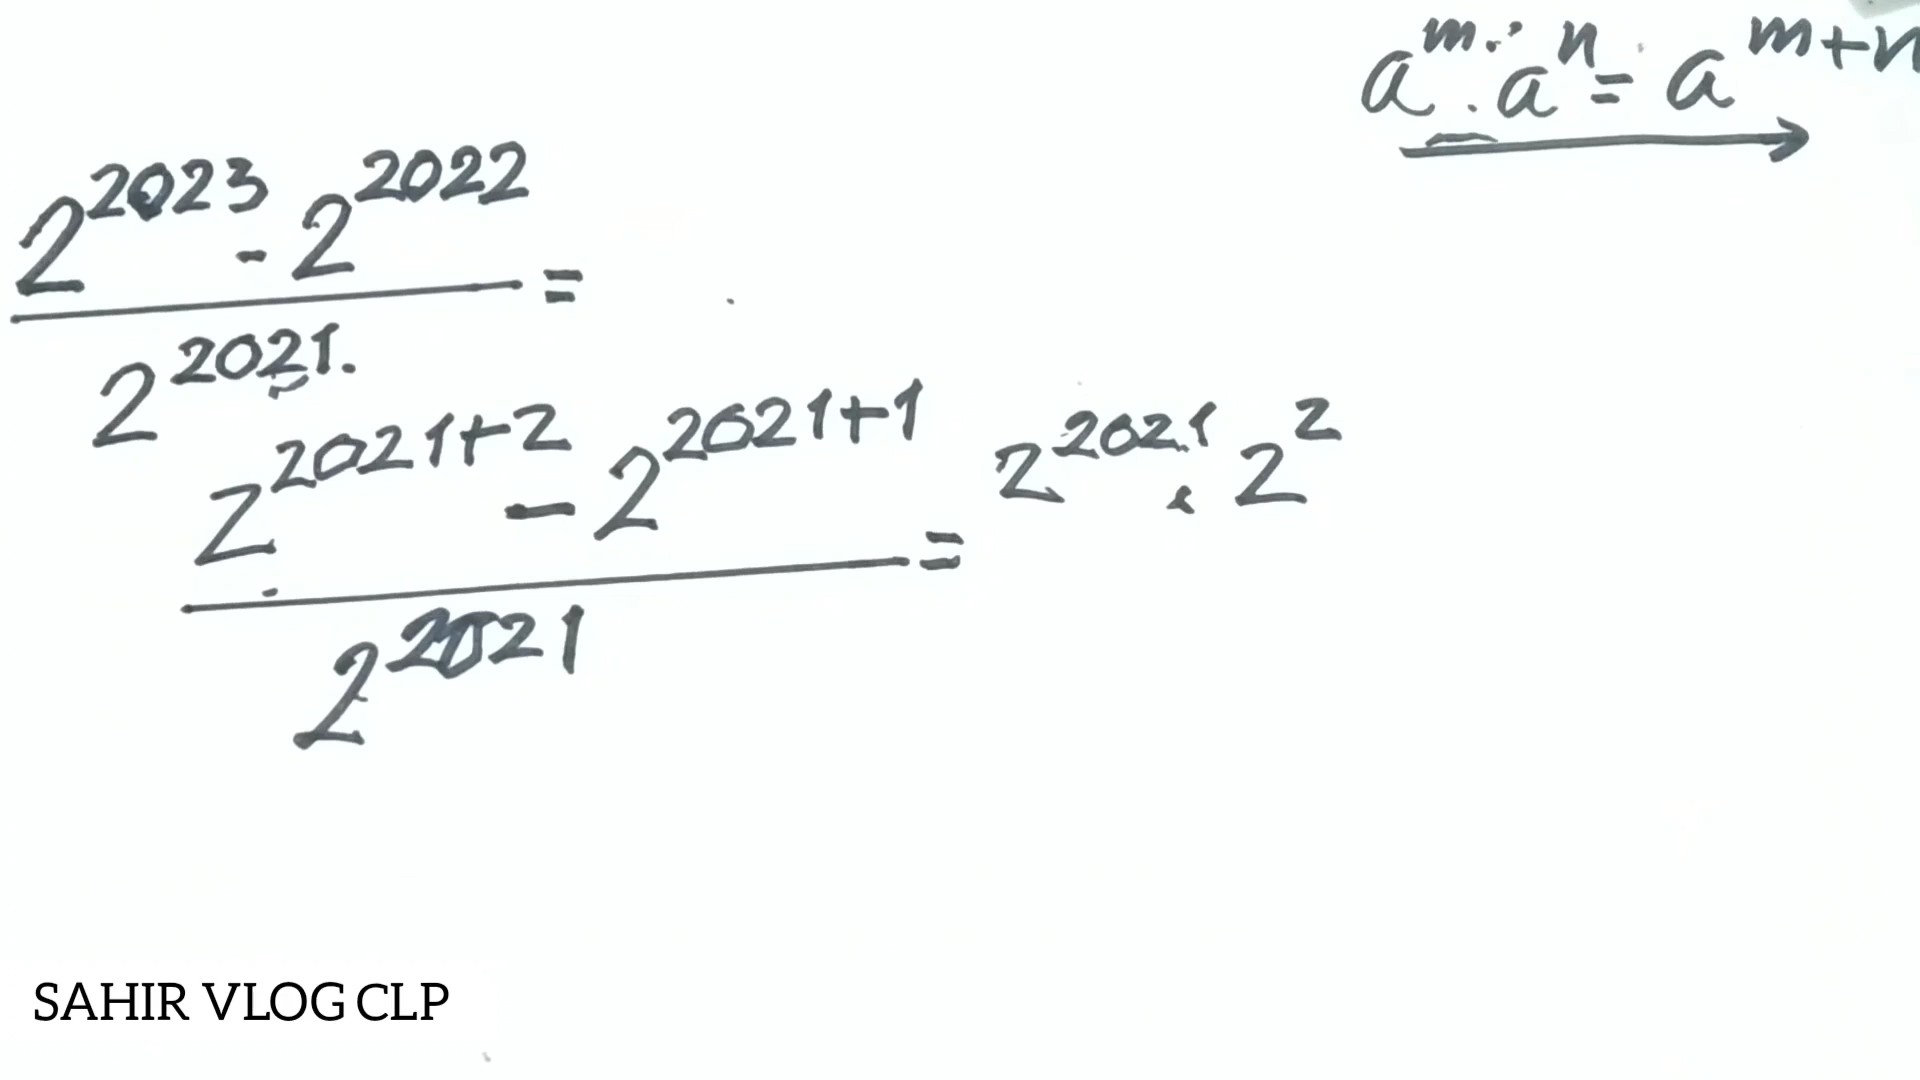 a^m · a^n = a^{m+n}
2^{2023} - 2^{2022} =
2^{2021}.
2^{2021+2} - 2^{2021+1} = 2^{2021} · 2^2
2^{2021}
SAHIR VLOG CLP